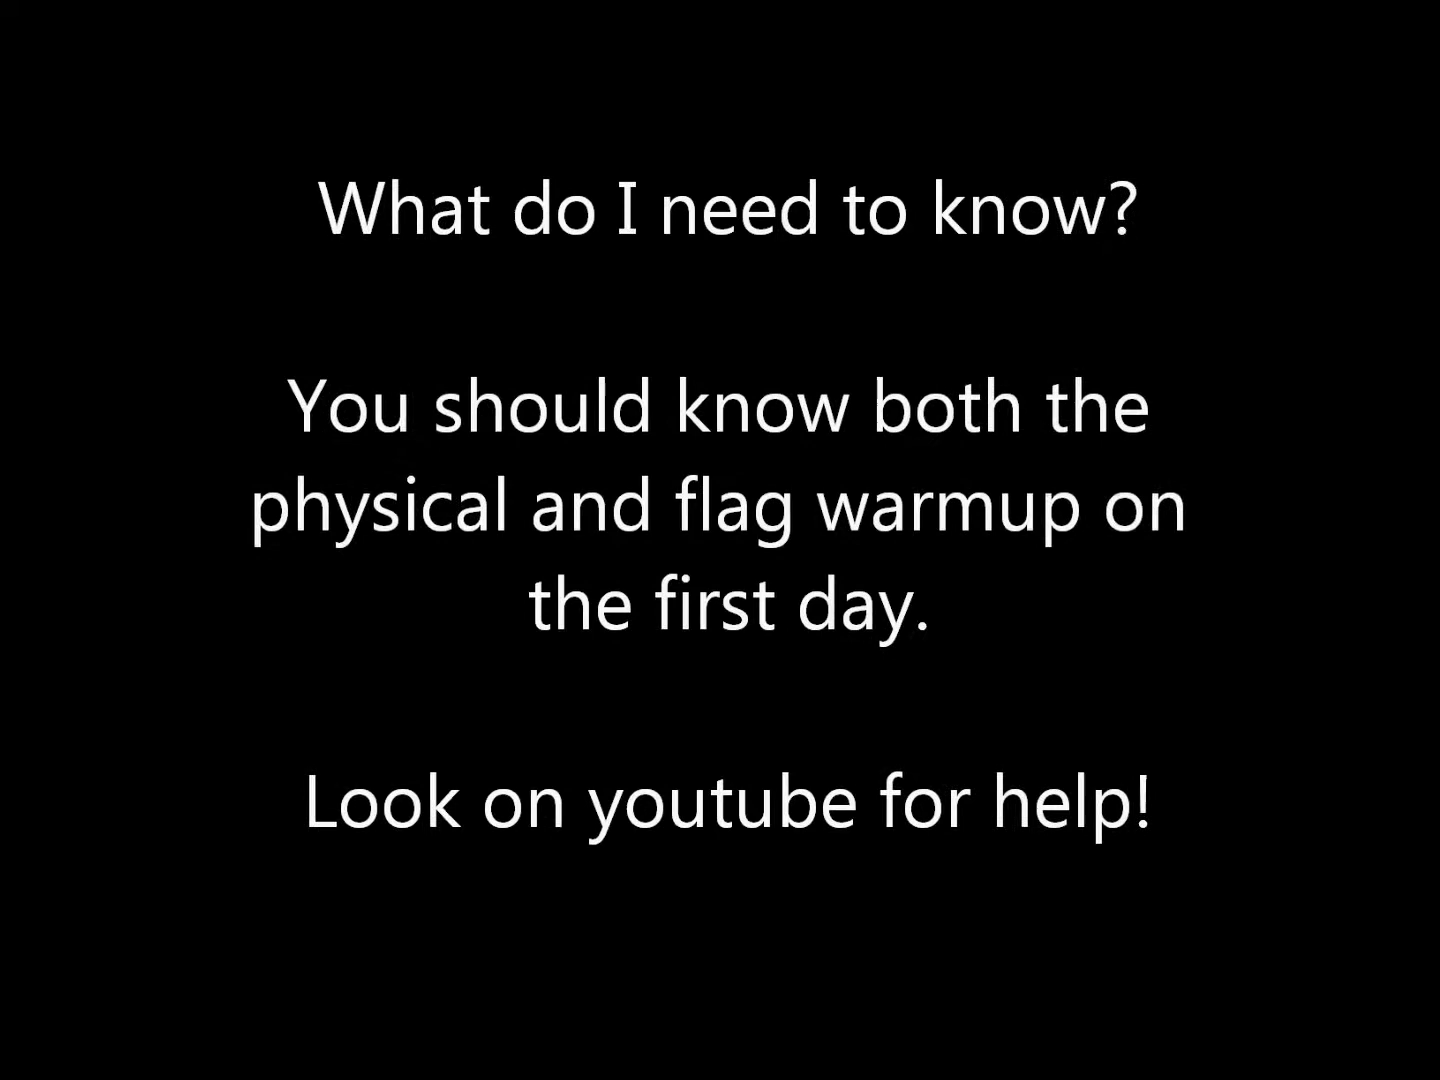 What do I need to know?
You should know both the
physical and flag warmup on
the first day.
Look on youtube for help!